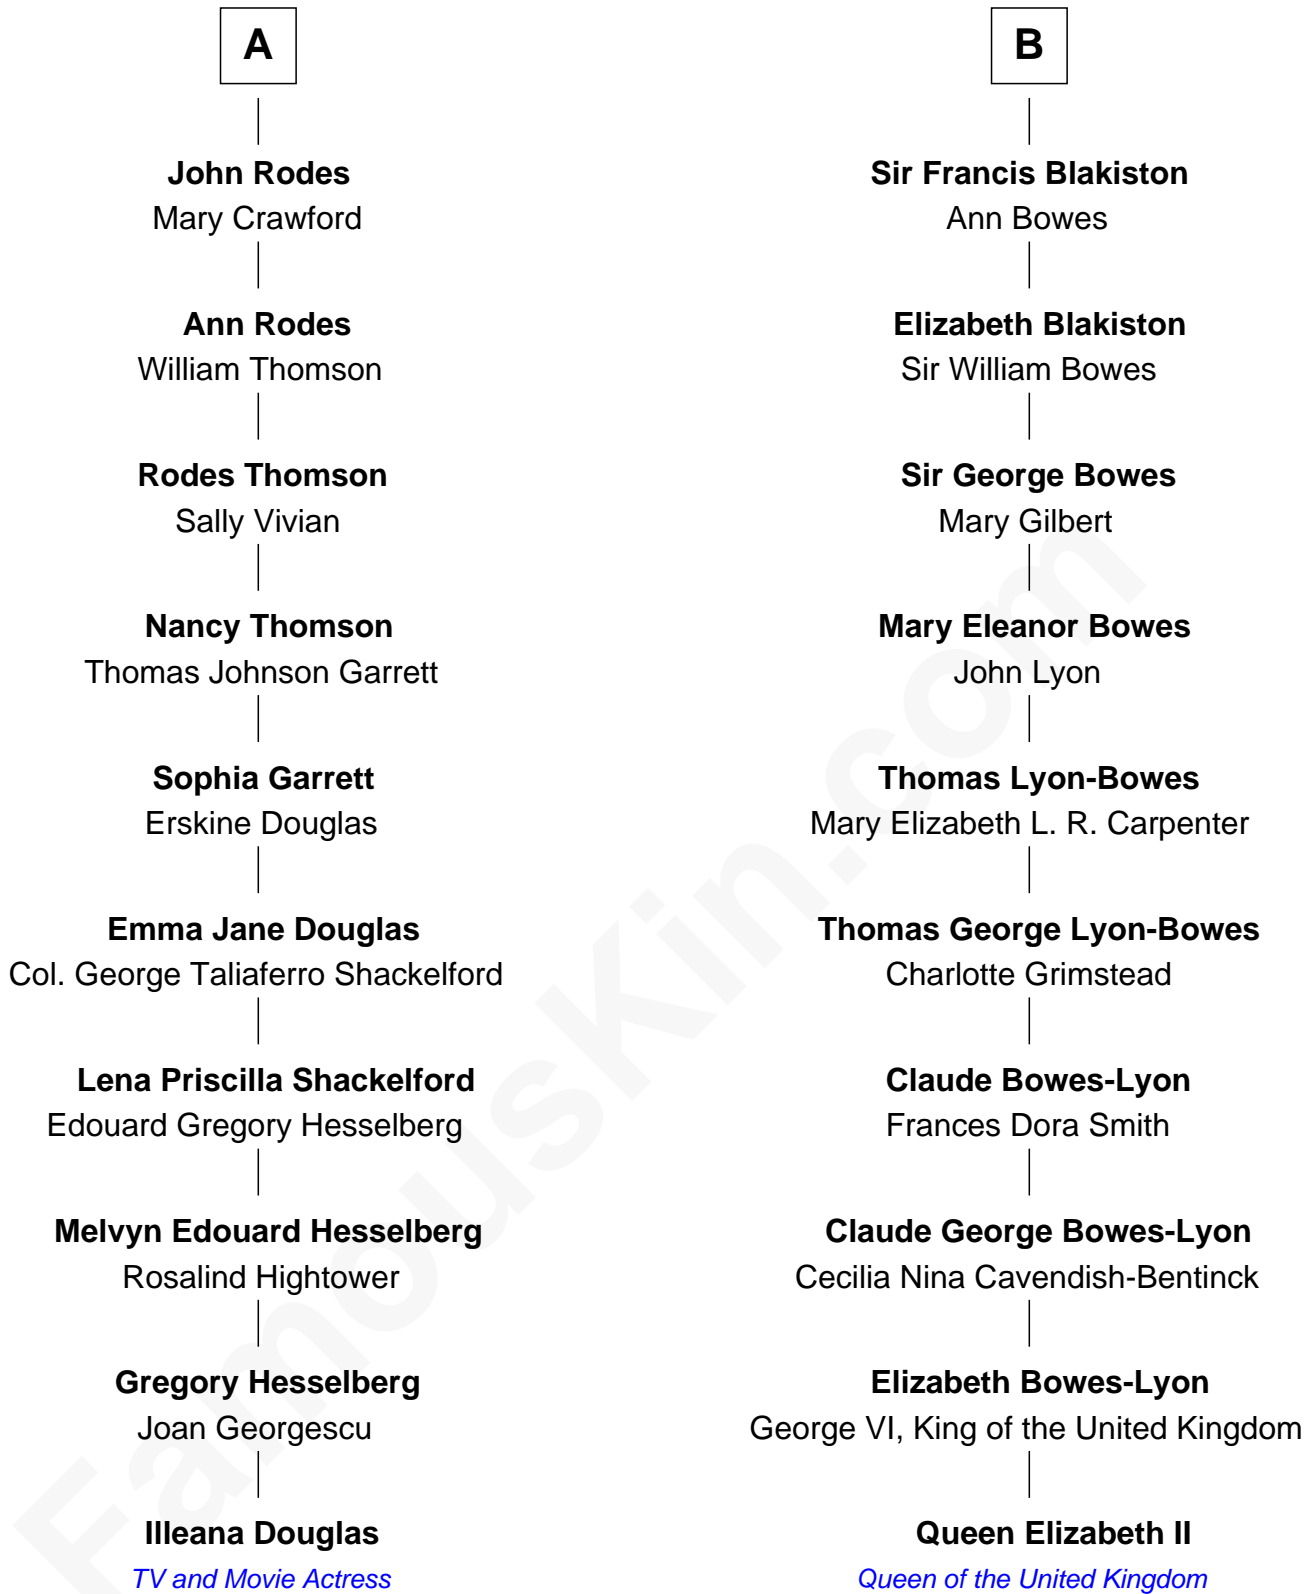 A
John Rodes
Mary Crawford
Ann Rodes
William Thomson
Rodes Thomson
Sally Vivian
Nancy Thomson
Thomas Johnson Garrett
Sophia Garrett
Erskine Douglas
Emma Jane Douglas
Col. George Taliaferro Shackelford
Lena Priscilla Shackelford
Edouard Gregory Hesselberg
Melvyn Edouard Hesselberg
Rosalind Hightower
Gregory Hesselberg
Joan Georgescu
Illeana Douglas
TV and Movie Actress
B
Sir Francis Blakiston
Ann Bowes
Elizabeth Blakiston
Sir William Bowes
Sir George Bowes
Mary Gilbert
Mary Eleanor Bowes
John Lyon
Thomas Lyon-Bowes
Mary Elizabeth L. R. Carpenter
Thomas George Lyon-Bowes
Charlotte Grimstead
Claude Bowes-Lyon
Frances Dora Smith
Claude George Bowes-Lyon
Cecilia Nina Cavendish-Bentinck
Elizabeth Bowes-Lyon
George VI, King of the United Kingdom
Queen Elizabeth II
Queen of the United Kingdom
FamousKin.com